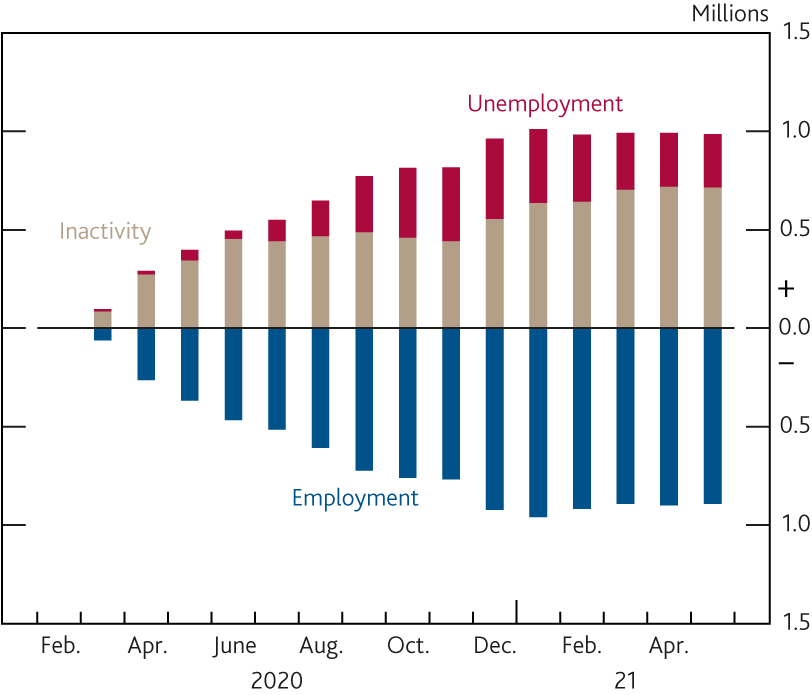 Millions
1.5
Unemployment
1.0
Inactivity
0.5
+
0.0
–
0.5
Employment
1.0
1.5
Feb. Apr. June Aug. Oct. Dec. Feb. Apr.
2020 21